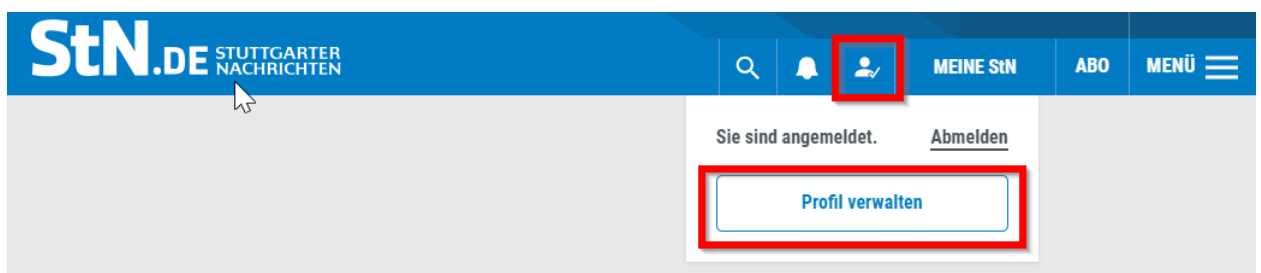 StN.DE STUTTGARTER
NACHRICHTEN
MEINE StN ABO MENÜ
Sie sind angemeldet. Abmelden
Profil verwalten